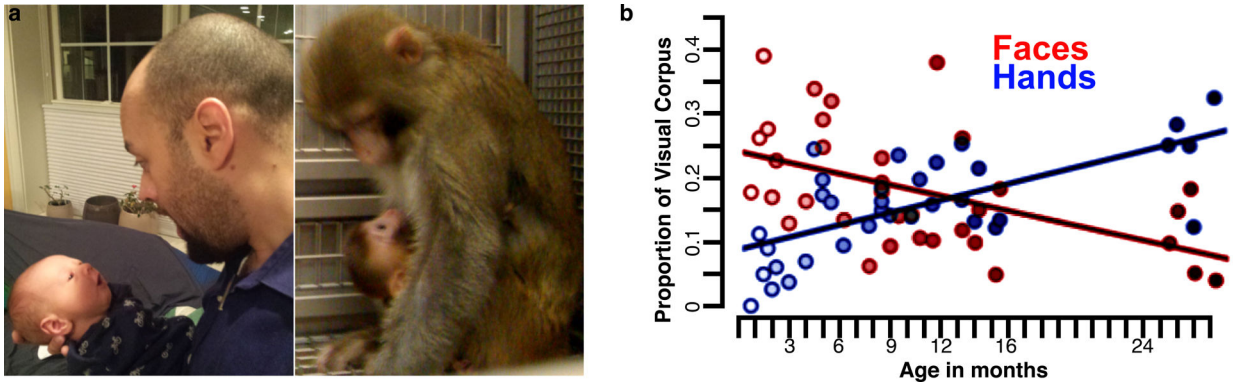 a
b
Faces
Hands
Proportion of Visual Corpus
0.4
0.3
0.2
0.1
0
3 6 9 12 16 24
Age in months